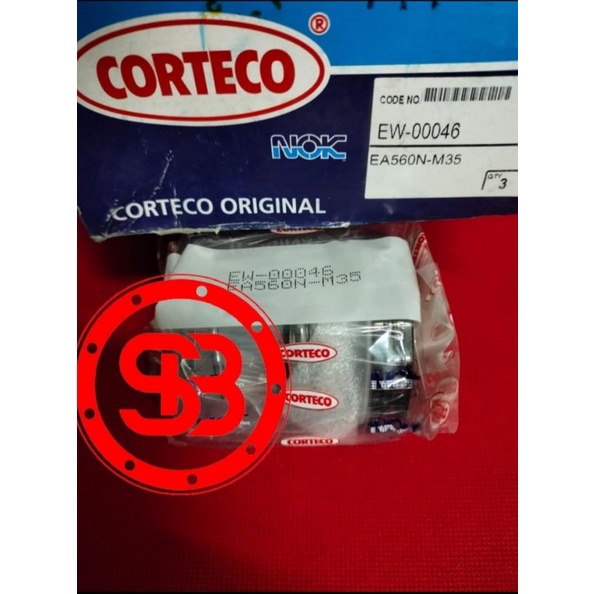 CORTECO®
CODE NO.
EW-00046
EA560N-M35
QTY
3
NOK
CORTECO ORIGINAL
EW-00046
EA560N-M35
SB
CORTECO
CORTECO
CORTECO